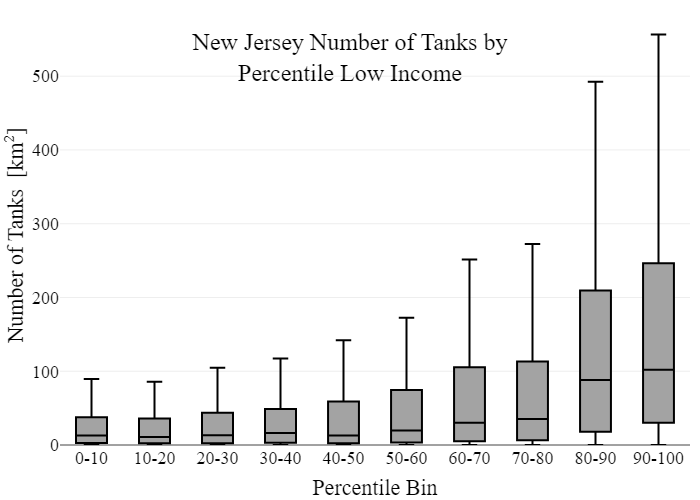 New Jersey Number of Tanks by
Percentile Low Income
Number of Tanks [km²]
500
400
300
200
100
0
0-10 10-20 20-30 30-40 40-50 50-60 60-70 70-80 80-90 90-100
Percentile Bin